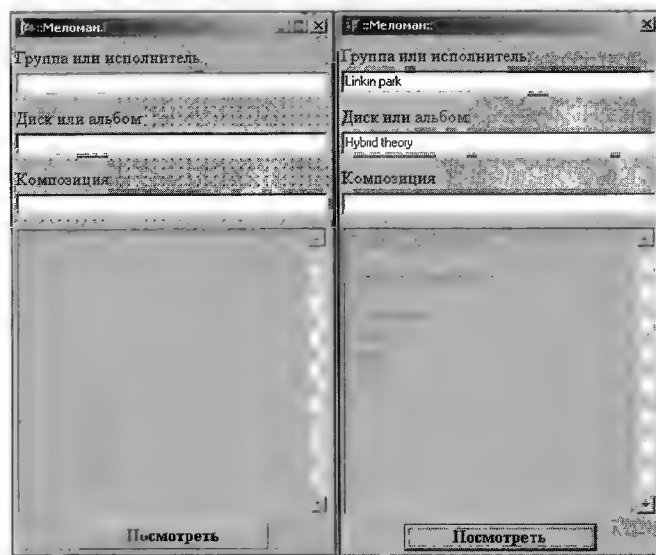 ::Меломан:
Группа или исполнитель:
Диск или альбом:
Композиция
Посмотреть
::Меломан::
Группа или исполнитель:
Linkin park
Диск или альбом:
Hybrid theory
Композиция
Посмотреть